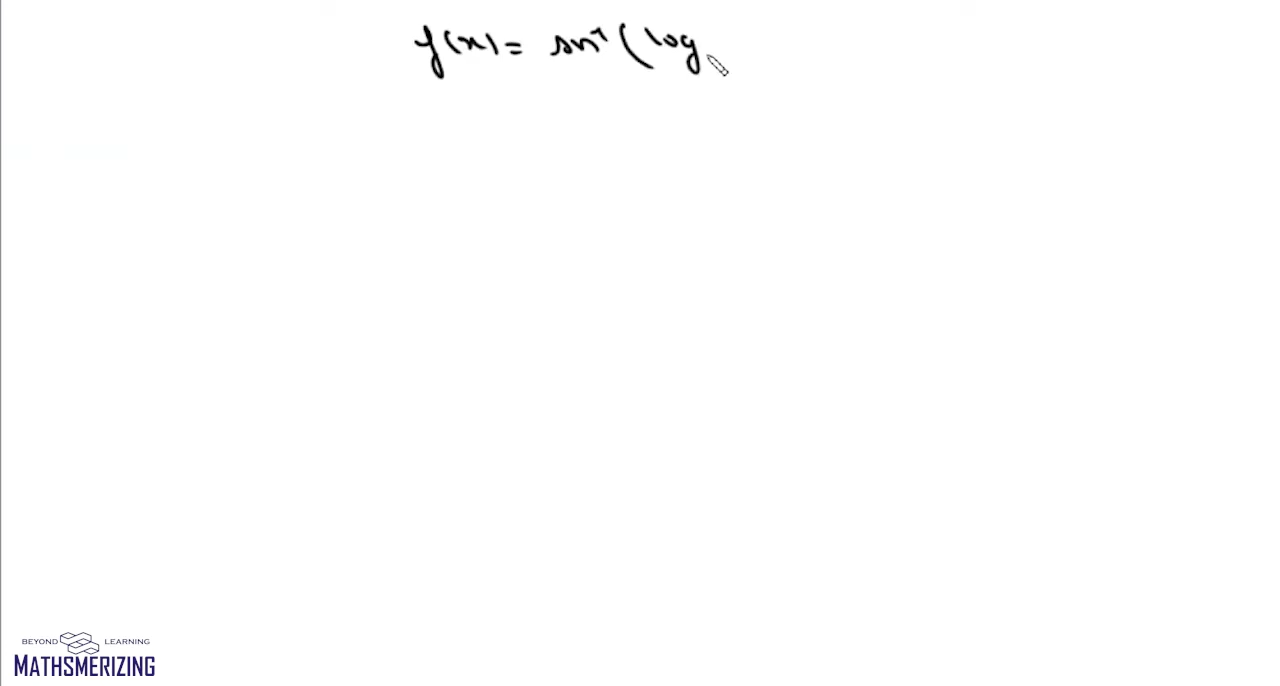 f(x) = sin⁻¹ ( log
BEYOND LEARNING
MATHSMERIZING